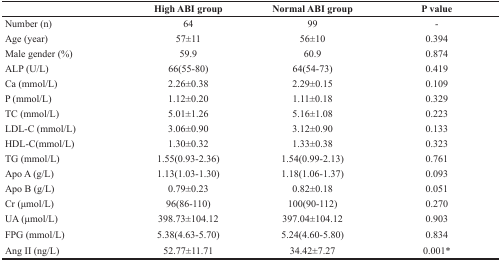 High ABI group Normal ABI group P value
Number (n) 64 99 -
Age (year) 57±11 56±10 0.394
Male gender (%) 59.9 60.9 0.874
ALP (U/L) 66(55-80) 64(54-73) 0.419
Ca (mmol/L) 2.26±0.38 2.29±0.15 0.109
P (mmol/L) 1.12±0.20 1.11±0.18 0.329
TC (mmol/L) 5.01±1.26 5.16±1.08 0.223
LDL-C (mmol/L) 3.06±0.90 3.12±0.90 0.133
HDL-C(mmol/L) 1.30±0.32 1.33±0.38 0.323
TG (mmol/L) 1.55(0.93-2.36) 1.54(0.99-2.13) 0.761
Apo A (g/L) 1.13(1.03-1.30) 1.18(1.06-1.37) 0.093
Apo B (g/L) 0.79±0.23 0.82±0.18 0.051
Cr (μmol/L) 96(86-110) 100(90-112) 0.270
UA (μmol/L) 398.73±104.12 397.04±104.12 0.903
FPG (mmol/L) 5.38(4.63-5.70) 5.24(4.60-5.80) 0.834
Ang II (ng/L) 52.77±11.71 34.42±7.27 0.001*